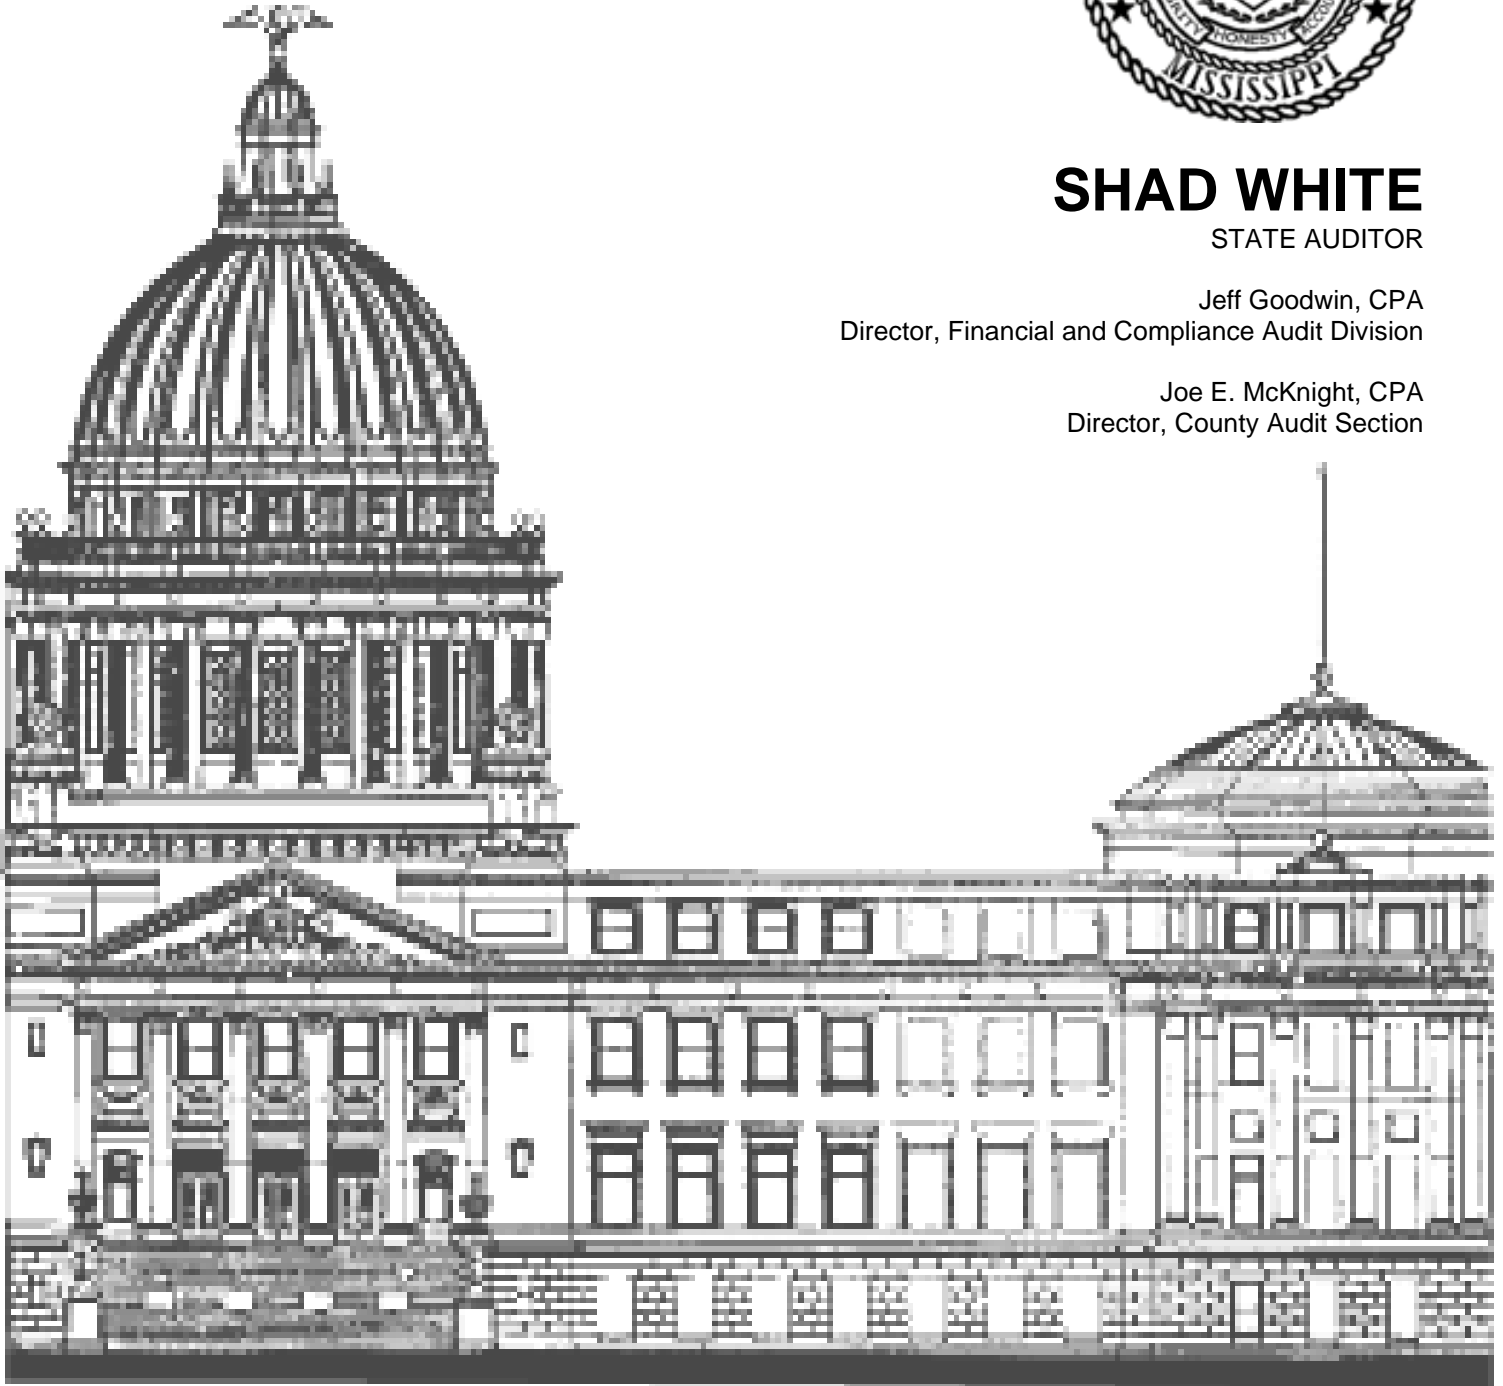 HONESTY
MISSISSIPPI
SHAD WHITE
STATE AUDITOR
Jeff Goodwin, CPA
Director, Financial and Compliance Audit Division
Joe E. McKnight, CPA
Director, County Audit Section